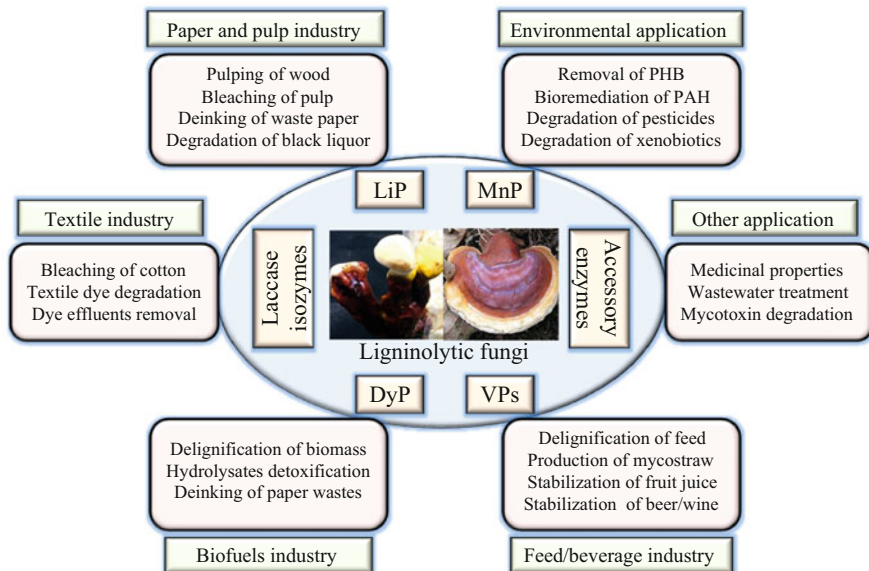 Paper and pulp industry
Pulping of wood
Bleaching of pulp
Deinking of waste paper
Degradation of black liquor
Environmental application
Removal of PHB
Bioremediation of PAH
Degradation of pesticides
Degradation of xenobiotics
LiP
MnP
Textile industry
Bleaching of cotton
Textile dye degradation
Dye effluents removal
Laccase
isozymes
Accessory
enzymes
Other application
Medicinal properties
Wastewater treatment
Mycotoxin degradation
Ligninolytic fungi
DyP
VPs
Delignification of biomass
Hydrolysates detoxification
Deinking of paper wastes
Biofuels industry
Delignification of feed
Production of mycostraw
Stabilization of fruit juice
Stabilization of beer/wine
Feed/beverage industry